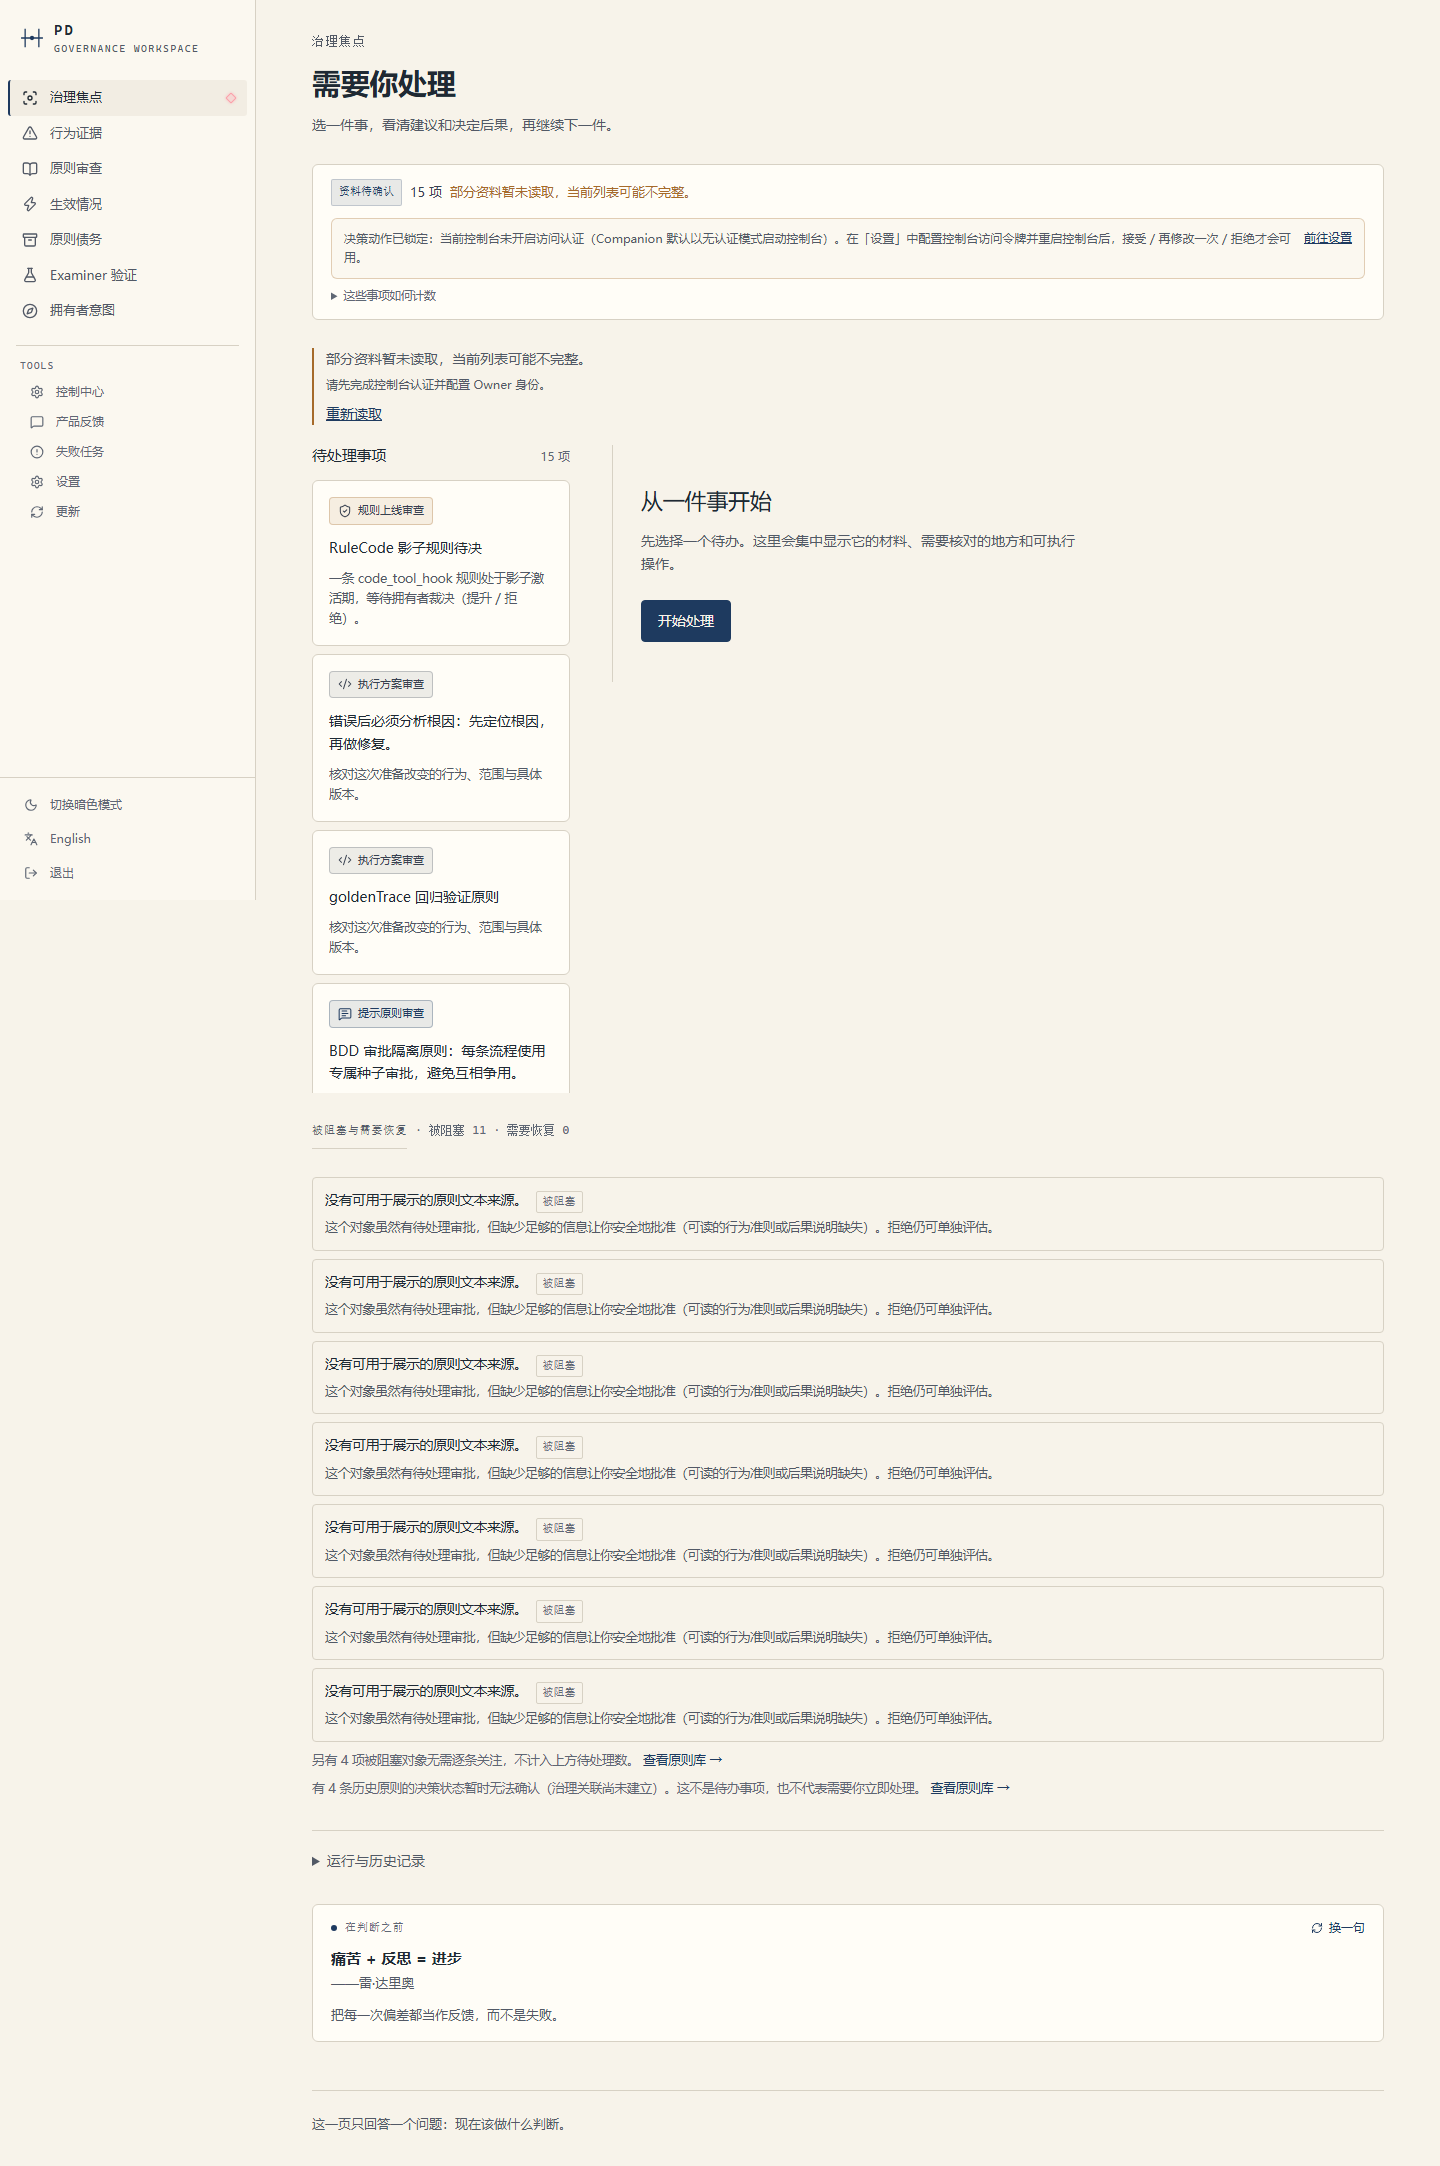 PD
GOVERNANCE WORKSPACE
治理焦点
行为证据
原则审查
生效情况
原则债务
Examiner 验证
拥有者意图
TOOLS
控制中心
产品反馈
失败任务
设置
更新
切换暗色模式
English
退出
治理焦点
需要你处理
选一件事，看清建议和决定后果，再继续下一件。
资料待确认 15 项 部分资料暂未读取，当前列表可能不完整。
决策动作已锁定：当前控制台未开启访问认证（Companion 默认以无认证模式启动控制台）。在「设置」中配置控制台访问令牌并重启控制台后，接受 / 再修改一次 / 拒绝才会可 前往设置
用。
▶ 这些事项如何计数
部分资料暂未读取，当前列表可能不完整。
请先完成控制台认证并配置 Owner 身份。
重新读取
待处理事项 15 项
规则上线审查
RuleCode 影子规则待决
一条 code_tool_hook 规则处于影子激
活期，等待拥有者裁决（提升 / 拒
绝）。
执行方案审查
错误后必须分析根因：先定位根因，
再做修复。
核对这次准备改变的行为、范围与具体
版本。
执行方案审查
goldenTrace 回归验证原则
核对这次准备改变的行为、范围与具体
版本。
提示原则审查
BDD 审批隔离原则：每条流程使用
专属种子审批，避免互相争用。
从一件事开始
先选择一个待办。这里会集中显示它的材料、需要核对的地方和可执行
操作。
开始处理
被阻塞与需要恢复 · 被阻塞 11 · 需要恢复 0
没有可用于展示的原则文本来源。 被阻塞
这个对象虽然有待处理审批，但缺少足够的信息让你安全地批准（可读的行为准则或后果说明缺失）。拒绝仍可单独评估。
没有可用于展示的原则文本来源。 被阻塞
这个对象虽然有待处理审批，但缺少足够的信息让你安全地批准（可读的行为准则或后果说明缺失）。拒绝仍可单独评估。
没有可用于展示的原则文本来源。 被阻塞
这个对象虽然有待处理审批，但缺少足够的信息让你安全地批准（可读的行为准则或后果说明缺失）。拒绝仍可单独评估。
没有可用于展示的原则文本来源。 被阻塞
这个对象虽然有待处理审批，但缺少足够的信息让你安全地批准（可读的行为准则或后果说明缺失）。拒绝仍可单独评估。
没有可用于展示的原则文本来源。 被阻塞
这个对象虽然有待处理审批，但缺少足够的信息让你安全地批准（可读的行为准则或后果说明缺失）。拒绝仍可单独评估。
没有可用于展示的原则文本来源。 被阻塞
这个对象虽然有待处理审批，但缺少足够的信息让你安全地批准（可读的行为准则或后果说明缺失）。拒绝仍可单独评估。
没有可用于展示的原则文本来源。 被阻塞
这个对象虽然有待处理审批，但缺少足够的信息让你安全地批准（可读的行为准则或后果说明缺失）。拒绝仍可单独评估。
另有 4 项被阻塞对象无需逐条关注，不计入上方待处理数。 查看原则库 →
有 4 条历史原则的决策状态暂时无法确认（治理关联尚未建立）。这不是待办事项，也不代表需要你立即处理。 查看原则库 →
▶ 运行与历史记录
在判断之前 换一句
痛苦 + 反思 = 进步
——雷·达里奥
把每一次偏差都当作反馈，而不是失败。
这一页只回答一个问题：现在该做什么判断。